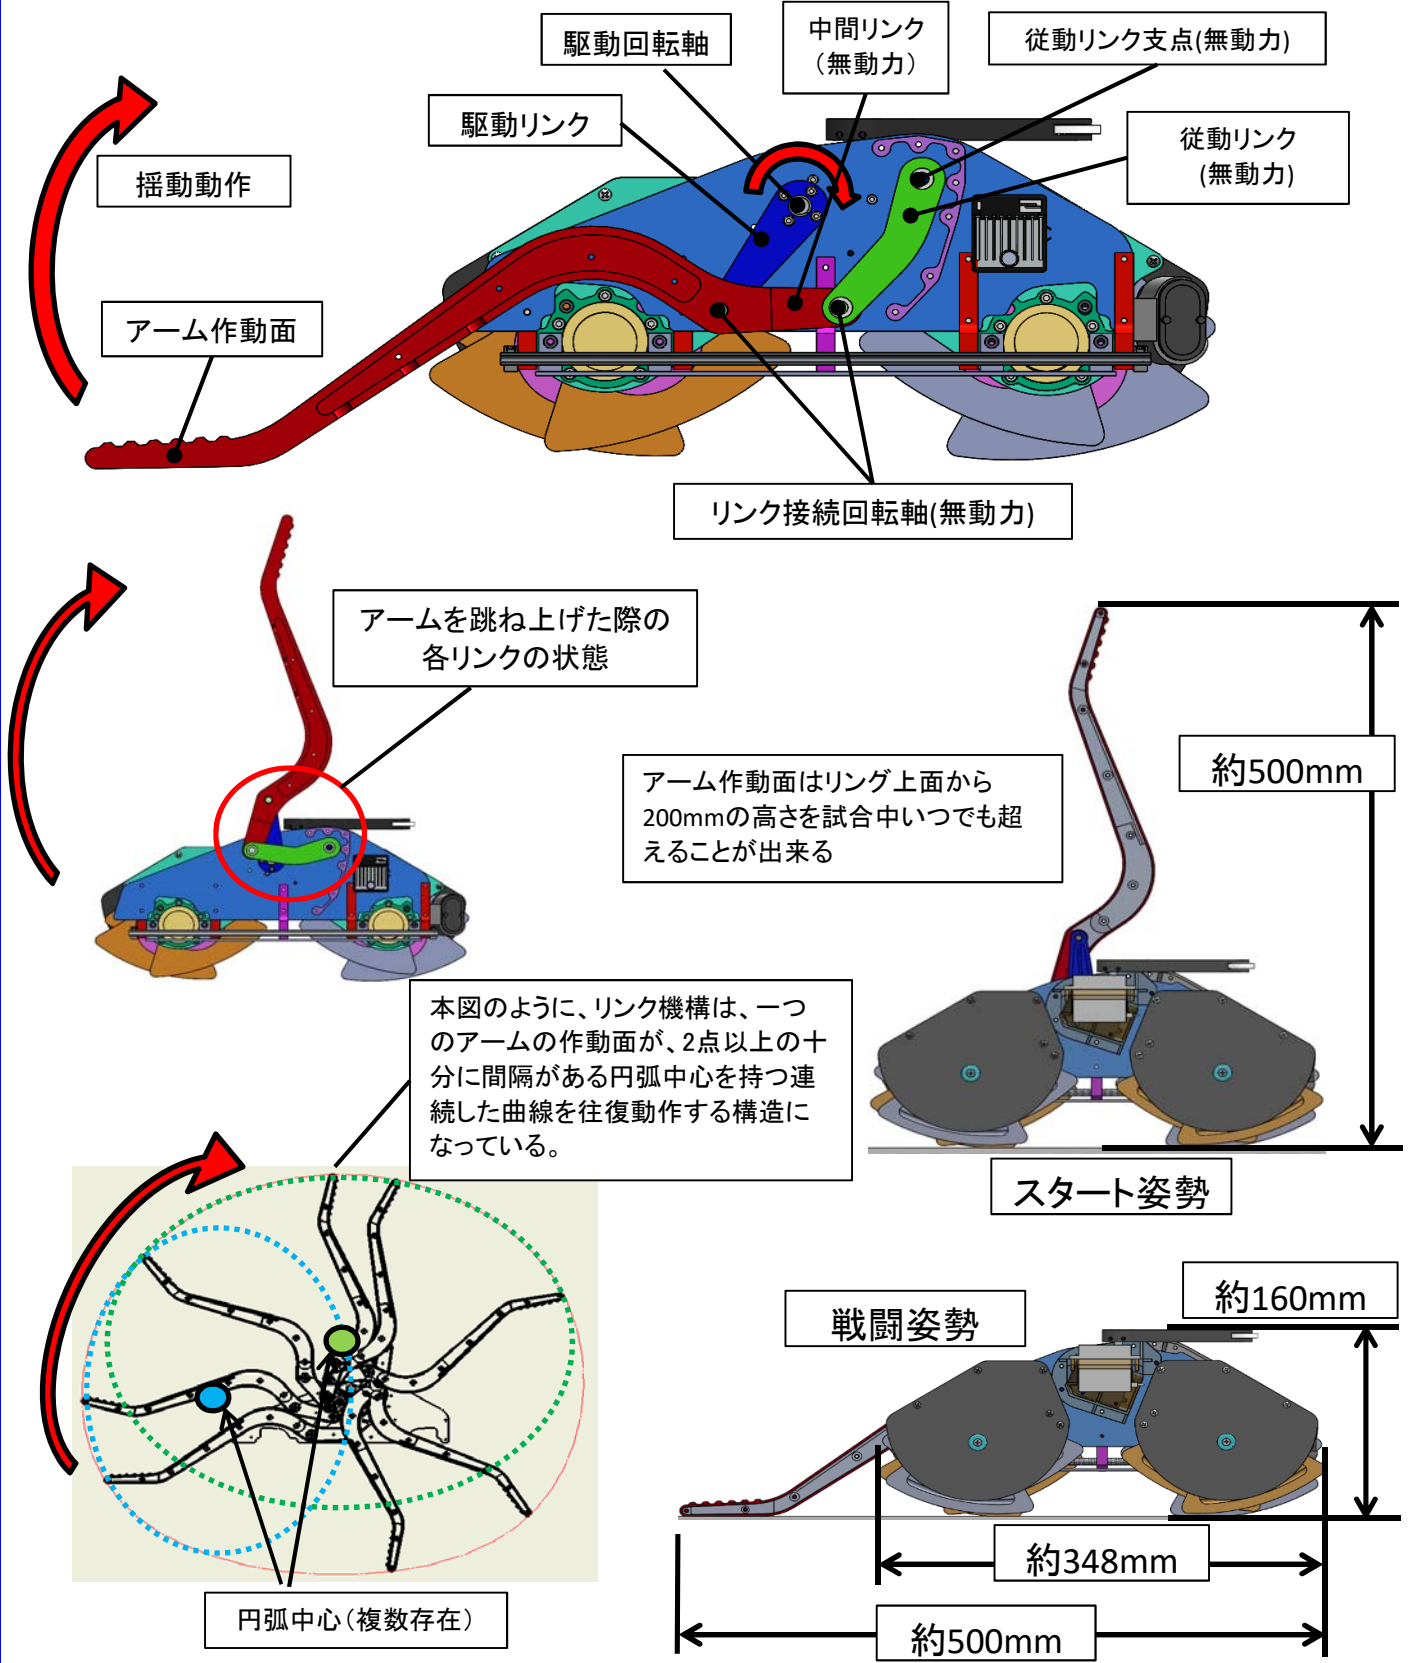 駆動回転軸
中間リンク
（無動力）
従動リンク支点(無動力)
駆動リンク
従動リンク
(無動力)
揺動動作
アーム作動面
リンク接続回転軸(無動力)
アームを跳ね上げた際の
各リンクの状態
約500mm
アーム作動面はリング上面から
200mmの高さを試合中いつでも超
えることが出来る
本図のように、リンク機構は、一つ
のアームの作動面が、2点以上の十
分に間隔がある円弧中心を持つ連
続した曲線を往復動作する構造に
なっている。
スタート姿勢
戦闘姿勢
約160mm
約348mm
円弧中心（複数存在）
約500mm